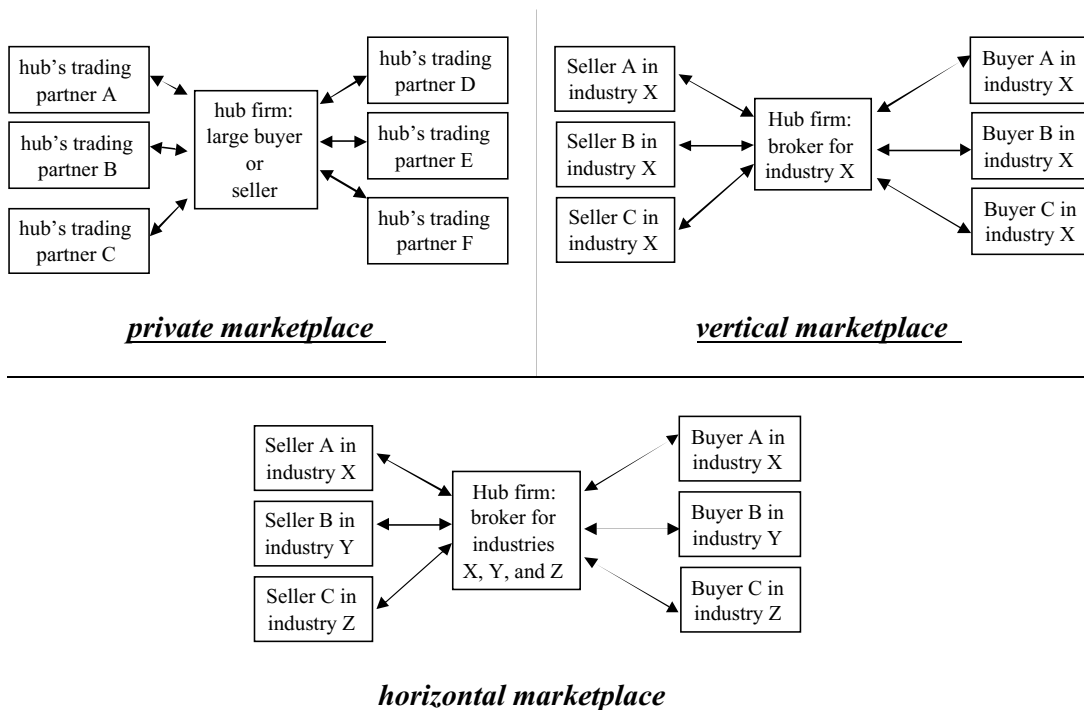 hub’s trading
partner A
hub’s trading
partner B
hub’s trading
partner C
hub firm:
large buyer
or
seller
hub’s trading
partner D
hub’s trading
partner E
hub’s trading
partner F
private marketplace
Seller A in
industry X
Seller B in
industry X
Seller C in
industry X
Hub firm:
broker for
industry X
Buyer A in
industry X
Buyer B in
industry X
Buyer C in
industry X
vertical marketplace
Seller A in
industry X
Seller B in
industry Y
Seller C in
industry Z
Hub firm:
broker for
industries
X, Y, and Z
Buyer A in
industry X
Buyer B in
industry Y
Buyer C in
industry Z
horizontal marketplace